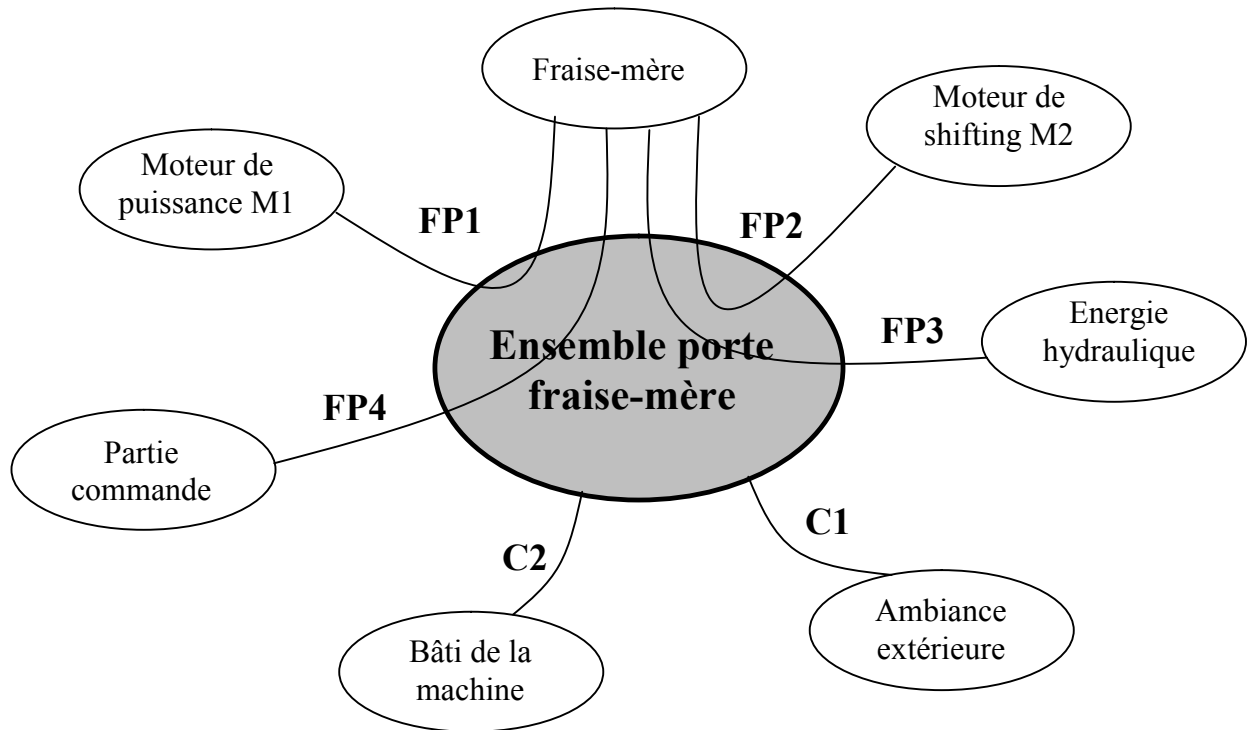 Fraise-mère
Moteur de
shifting M2
Moteur de
puissance M1
FP1
FP2
Energie
hydraulique
FP3
Ensemble porte
fraise-mère
FP4
Partie
commande
C1
C2
Ambiance
extérieure
Bâti de la
machine